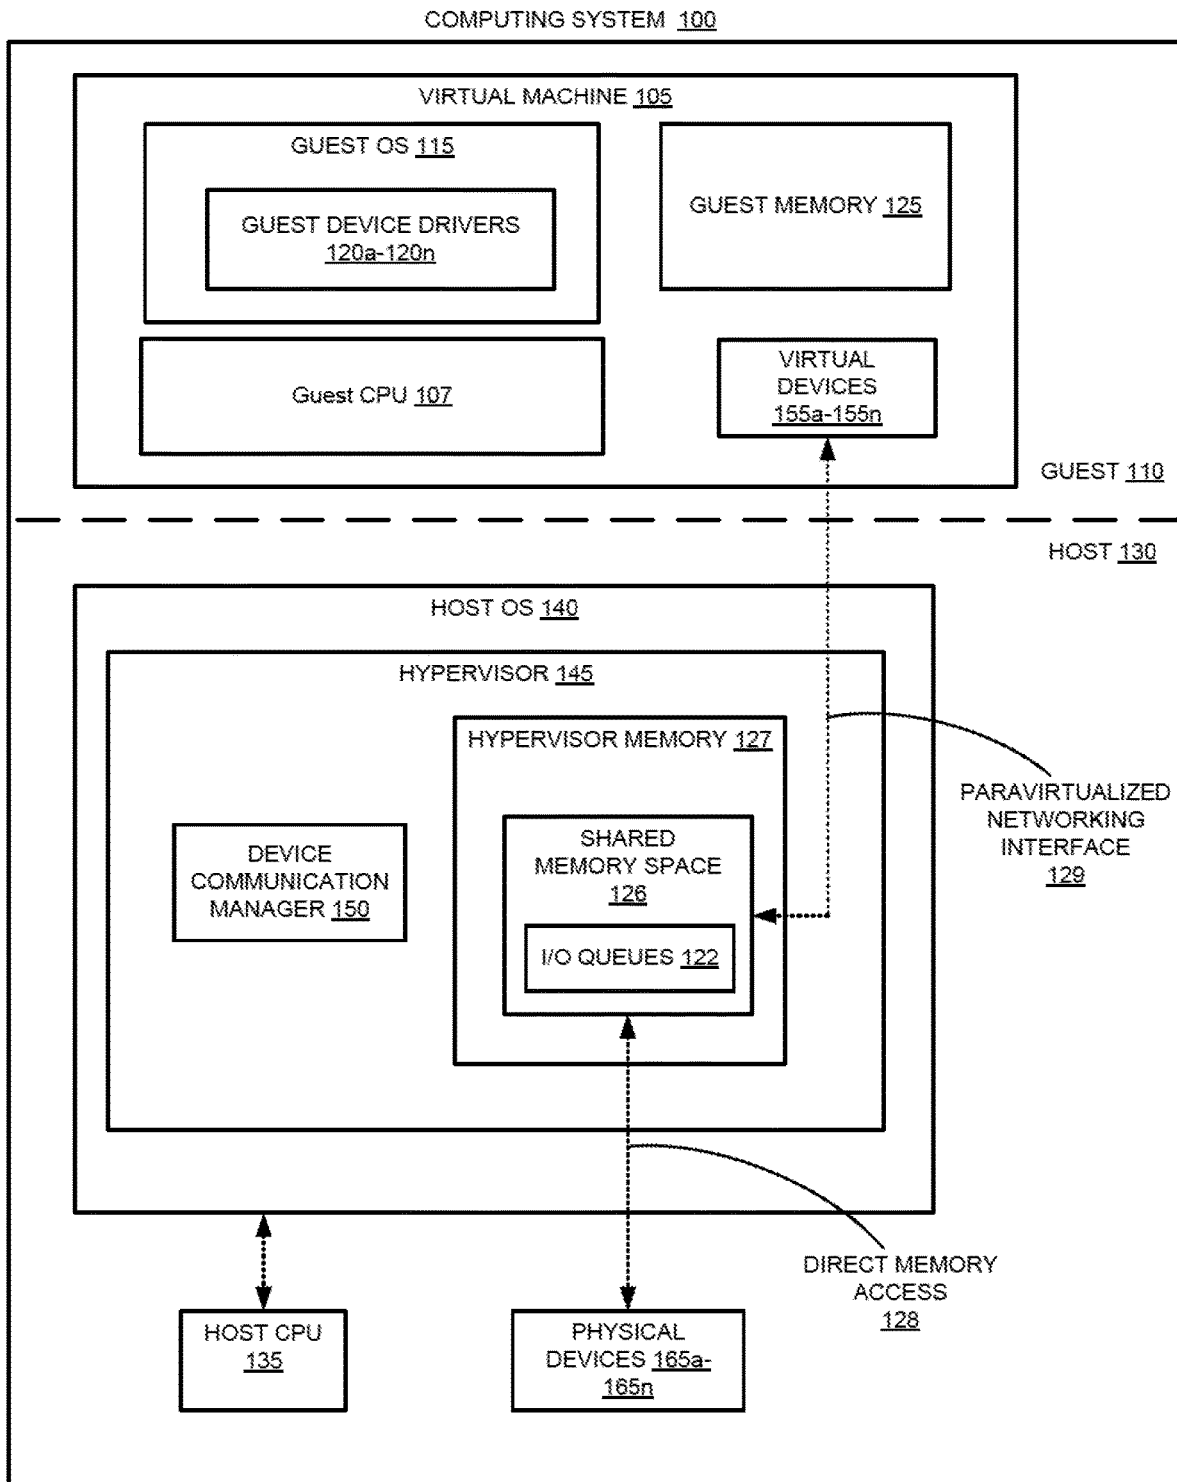 COMPUTING SYSTEM 100
VIRTUAL MACHINE 105
GUEST OS 115
GUEST DEVICE DRIVERS
120a-120n
GUEST MEMORY 125
Guest CPU 107
VIRTUAL
DEVICES
155a-155n
GUEST 110
HOST 130
HOST OS 140
HYPERVISOR 145
HYPERVISOR MEMORY 127
SHARED
MEMORY SPACE
126
I/O QUEUES 122
DEVICE
COMMUNICATION
MANAGER 150
PARAVIRTUALIZED
NETWORKING
INTERFACE
129
DIRECT MEMORY
ACCESS
128
HOST CPU
135
PHYSICAL
DEVICES 165a-
165n